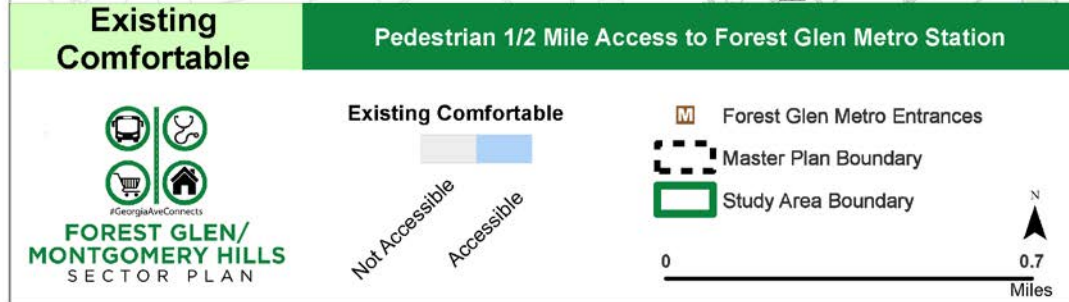 Existing
Comfortable
Pedestrian 1/2 Mile Access to Forest Glen Metro Station
#GeorgiaAveConnects
FOREST GLEN/
MONTGOMERY HILLS
SECTOR PLAN
Existing Comfortable
Not Accessible
Accessible
M Forest Glen Metro Entrances
Master Plan Boundary
Study Area Boundary
N
0 0.7
Miles